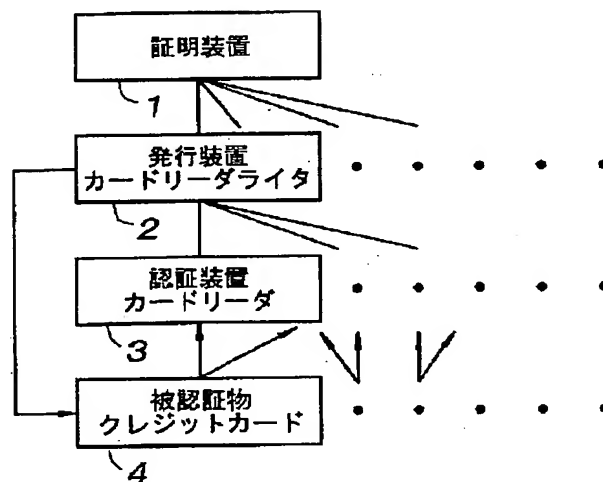 証明装置
1
発行装置
カードリーダライタ
2
認証装置
カードリーダ
3
被認証物
クレジットカード
4